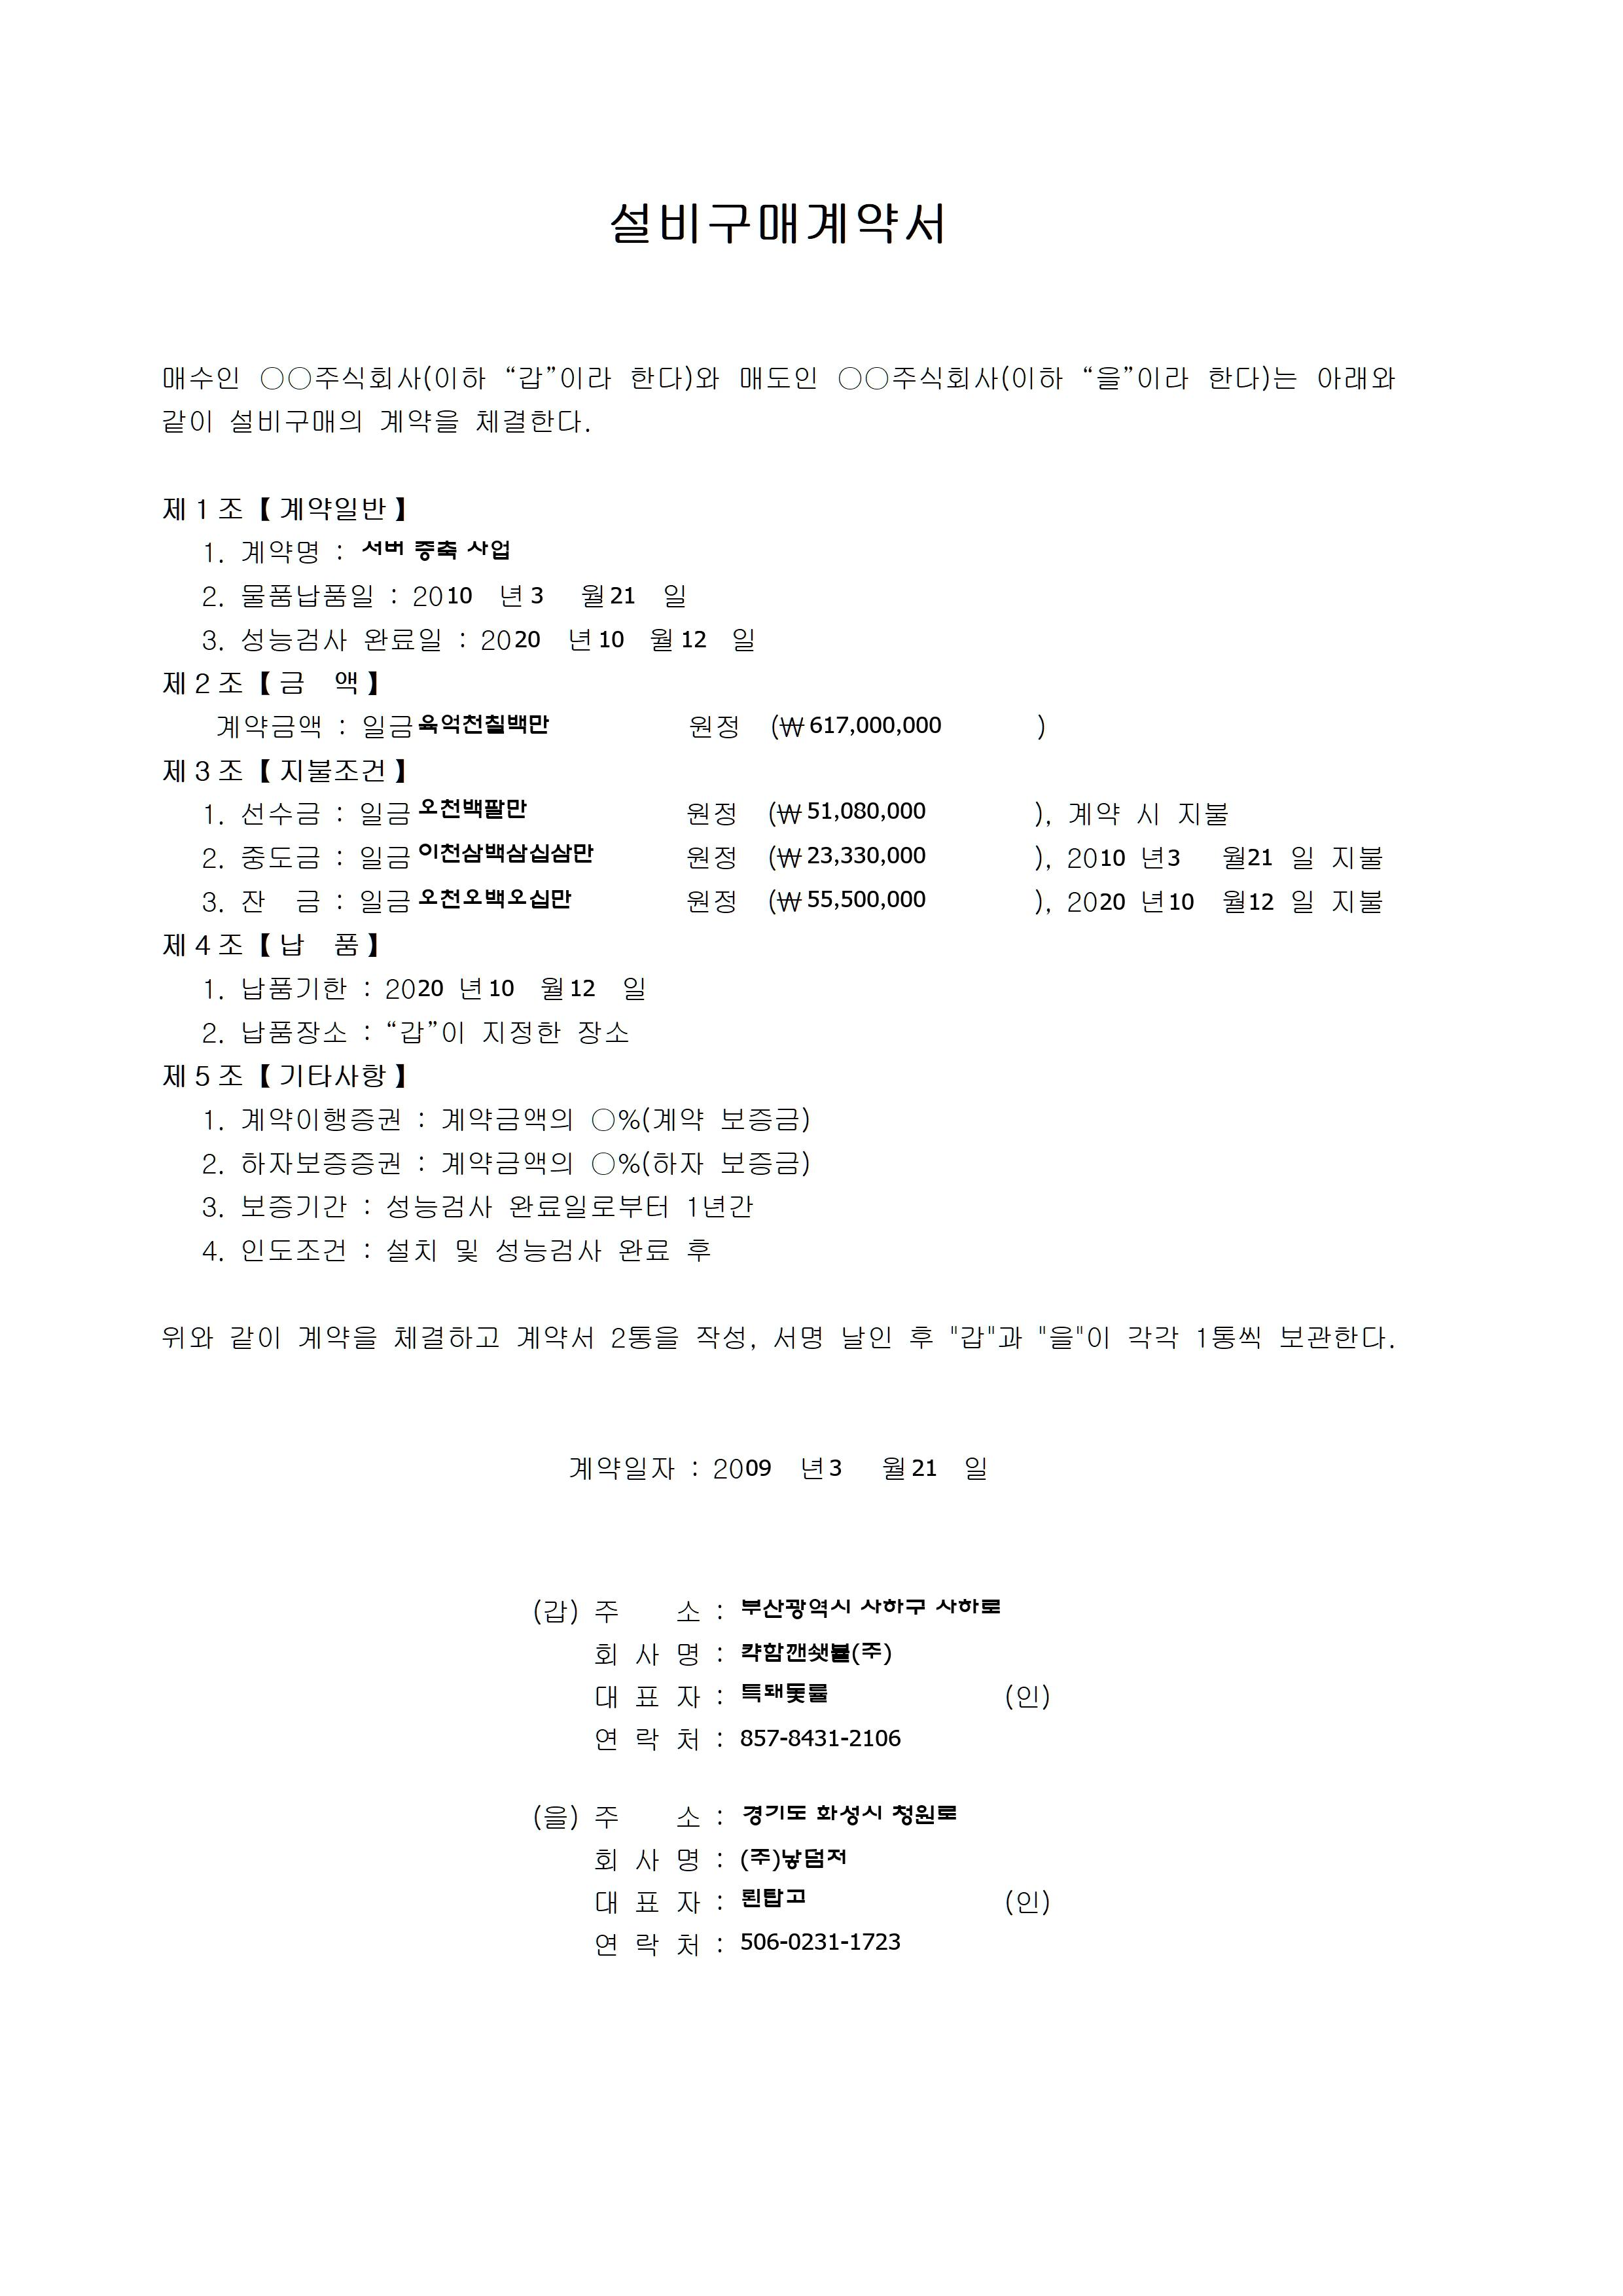 설비구매계약서
매수인 ○○주식회사(이하 “갑”이라 한다)와 매도인 ○○주식회사(이하 “을”이라 한다)는 아래와
같이 설비구매의 계약을 체결한다.
제 1 조 【 계약일반 】
1. 계약명 : 서버 증축 사업
2. 물품납품일 : 2010 년 3 월 21 일
3. 성능검사 완료일 : 2020 년 10 월 12 일
제 2 조 【 금 액 】
계약금액 : 일금 육억천칠백만 원정 (₩ 617,000,000 )
제 3 조 【 지불조건 】
1. 선수금 : 일금 오천백팔만 원정 (₩ 51,080,000 ), 계약 시 지불
2. 중도금 : 일금 이천삼백삼십삼만 원정 (₩ 23,330,000 ), 2010 년 3 월 21 일 지불
3. 잔 금 : 일금 오천오백오십만 원정 (₩ 55,500,000 ), 2020 년 10 월 12 일 지불
제 4 조 【 납 품 】
1. 납품기한 : 2020 년 10 월 12 일
2. 납품장소 : “갑”이 지정한 장소
제 5 조 【 기타사항 】
1. 계약이행증권 : 계약금액의 ○%(계약 보증금)
2. 하자보증증권 : 계약금액의 ○%(하자 보증금)
3. 보증기간 : 성능검사 완료일로부터 1년간
4. 인도조건 : 설치 및 성능검사 완료 후
위와 같이 계약을 체결하고 계약서 2통을 작성, 서명 날인 후 "갑"과 "을"이 각각 1통씩 보관한다.
계약일자 : 2009 년 3 월 21 일
(갑) 주 소 : 부산광역시 사하구 사하로
회 사 명 :
대 표 자 : (인)
연 락 처 : 857-8431-2106
(을) 주 소 : 경기도 화성시 청원로
회 사 명 : (주)낳덤저
대 표 자 : 뢴탑고 (인)
연 락 처 : 506-0231-1723